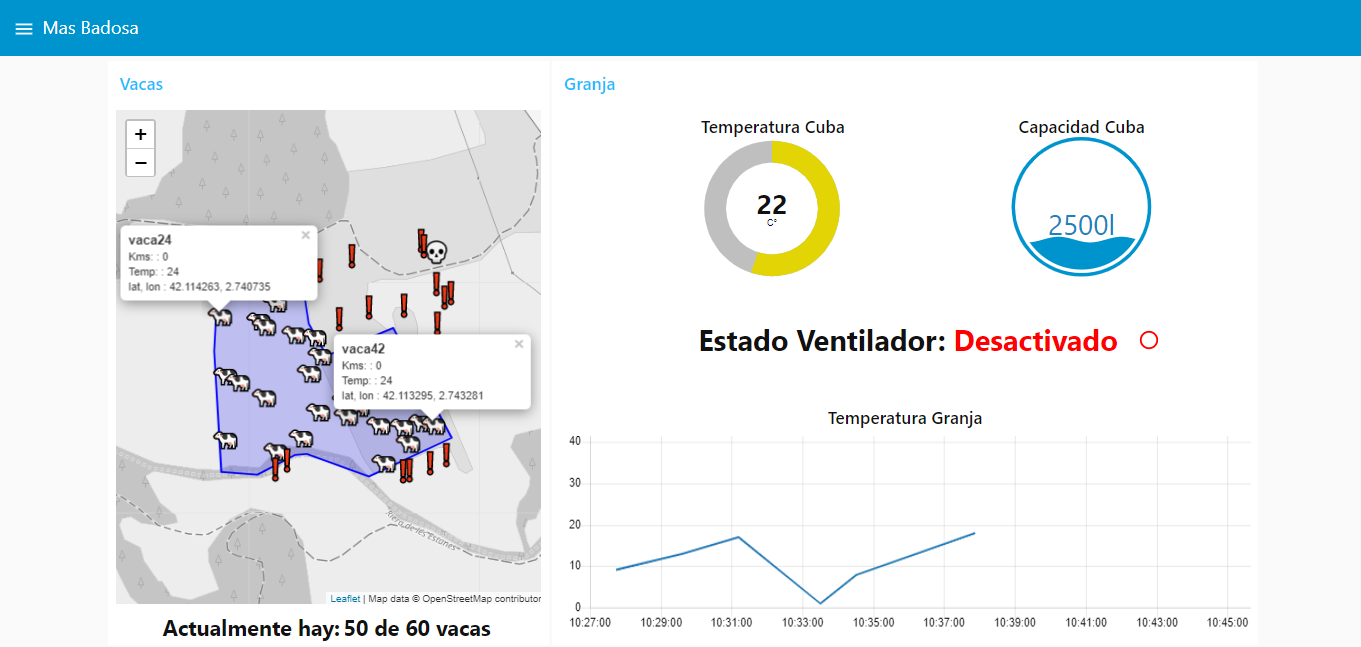 Mas Badosa
Vacas
+
−
vaca24
×
Kms: : 0
Temp: : 24
lat, lon : 42.114263, 2.740735
vaca42
×
Kms: : 0
Temp: : 24
lat, lon : 42.113295, 2.743281
Riera de les Estunes
Leaflet | Map data © OpenStreetMap contributor
Actualmente hay: 50 de 60 vacas
Granja
Temperatura Cuba
22
C°
Capacidad Cuba
2500l
Estado Ventilador: Desactivado
Temperatura Granja
40
30
20
10
0
10:27:00 10:29:00 10:31:00 10:33:00 10:35:00 10:37:00 10:39:00 10:41:00 10:43:00 10:45:00